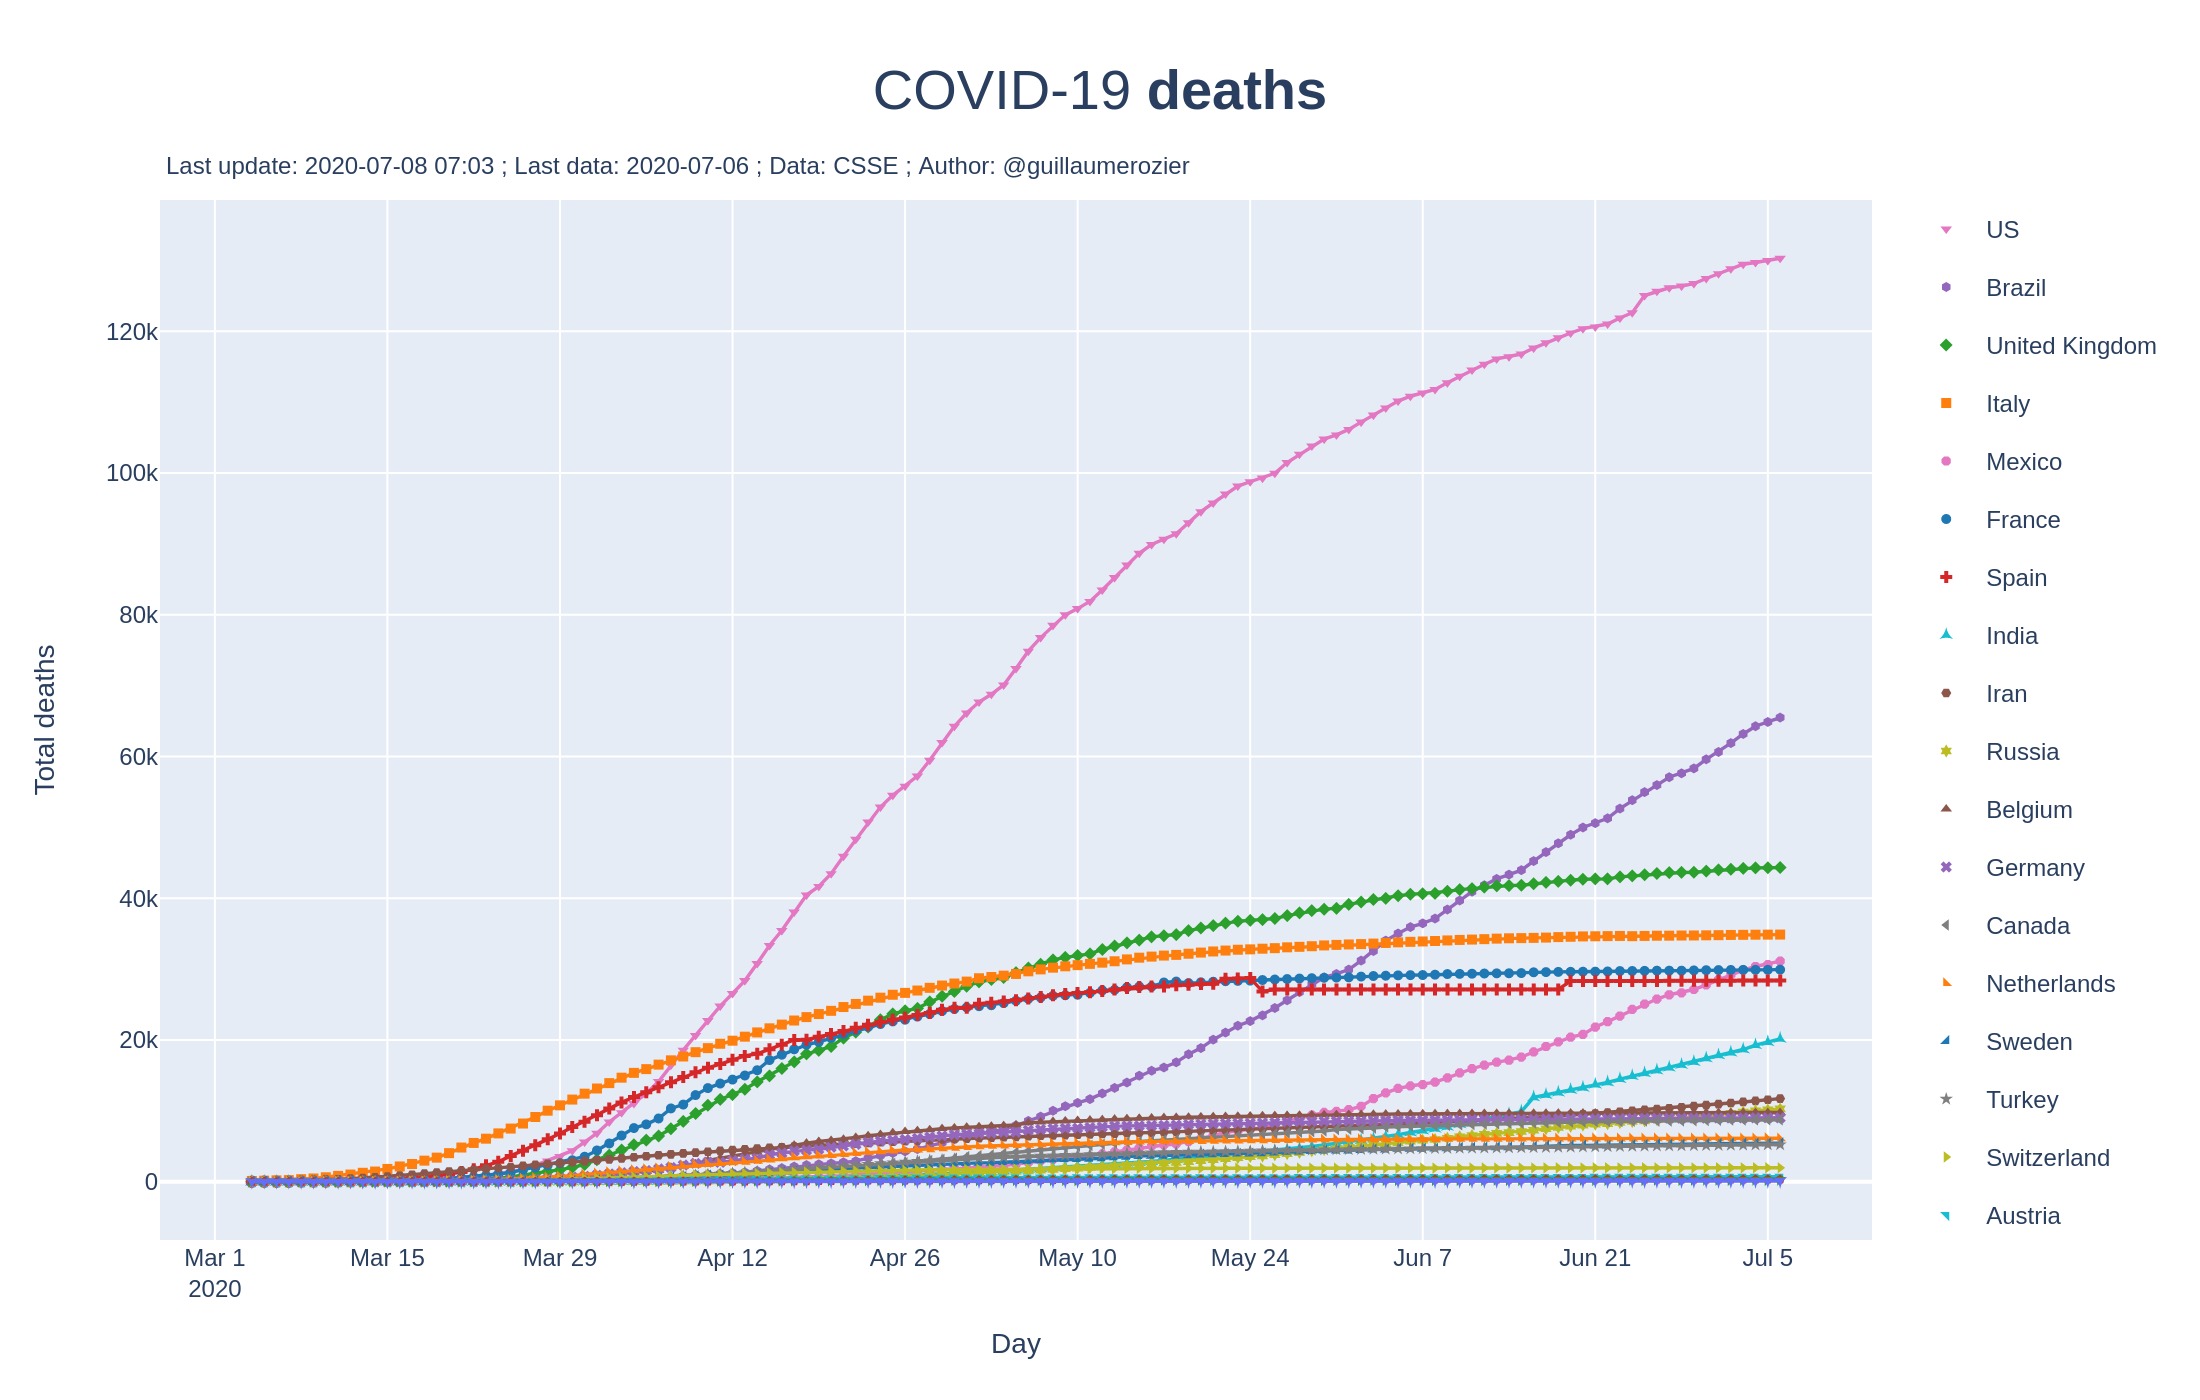 COVID-19 deaths
Last update: 2020-07-08 07:03 ; Last data: 2020-07-06 ; Data: CSSE ; Author: @guillaumerozier
US
Brazil
United Kingdom
Italy
Mexico
France
Spain
India
Iran
Russia
Belgium
Germany
Canada
Netherlands
Sweden
Turkey
Switzerland
Austria
Total deaths
120k
100k
80k
60k
40k
20k
0
Mar 1 Mar 15 Mar 29 Apr 12 Apr 26 May 10 May 24 Jun 7 Jun 21 Jul 5
2020
Day